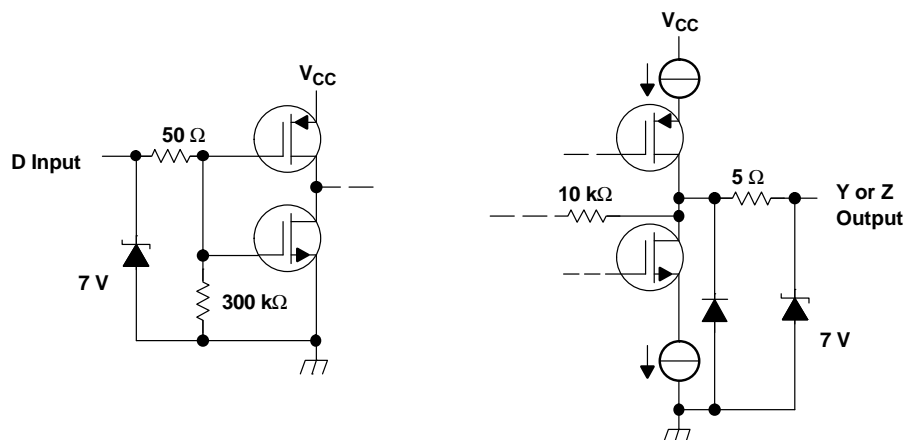 VCC
50 Ω
D Input
7 V
300 kΩ
VCC
10 kΩ
5 Ω
Y or Z
Output
7 V